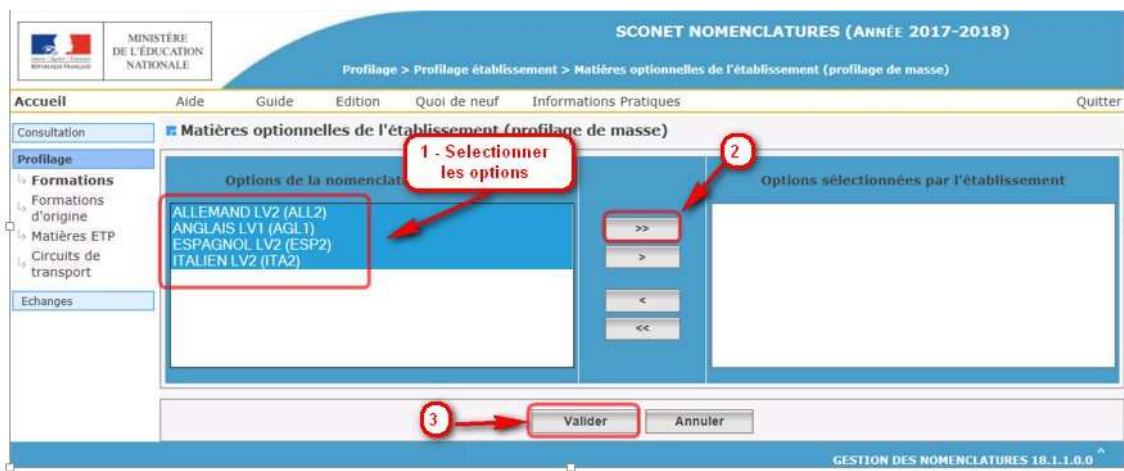 MINISTÈRE
DE L'ÉDUCATION
NATIONALE
SCONET NOMENCLATURES (ANNÉE 2017-2018)
Profilage > Profilage établissement > Matières optionnelles de l'établissement (profilage de masse)
Accueil Aide Guide Edition Quoi de neuf Informations Pratiques Quitter
Consultation
Profilage
Formations
Formations
d'origine
Matières ETP
Circuits de
transport
Echanges
Matières optionnelles de l'établissement (profilage de masse)
1 - Selectionner
les options
2
Options de la nomenclat
Options sélectionnées par l'établissement
ALLEMAND LV2 (ALL2)
ANGLAIS LV1 (AGL1)
ESPAGNOL LV2 (ESP2)
ITALIEN LV2 (ITA2)
>>
>
<
<<
3
Valider Annuler
GESTION DES NOMENCLATURES 18.1.1.0.0 ^